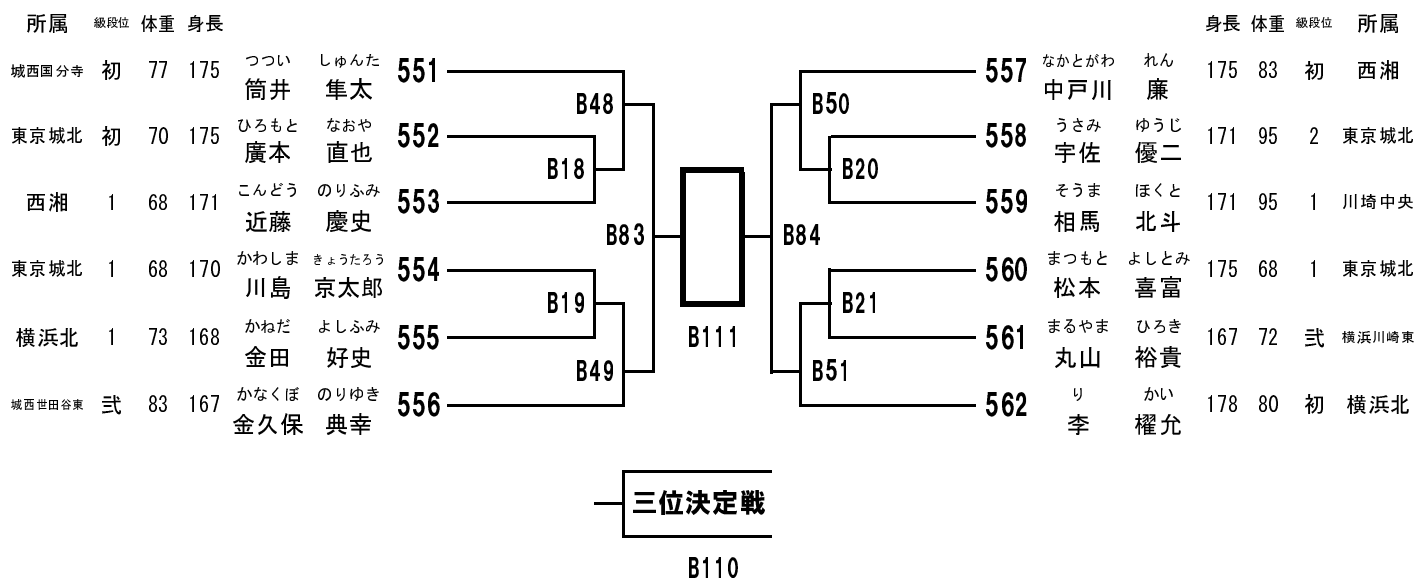 所属 級段位 体重 身長
身長 体重 級段位 所属
つつい しゅんた
城西国分寺 初 77 175 筒井 隼太 551
ひろもと なおや
東京城北 初 70 175 廣本 直也 552
こんどう のりふみ
西湘 1 68 171 近藤 慶史 553
かわしま きょうたろう
東京城北 1 68 170 川島 京太郎 554
かねだ よしふみ
横浜北 1 73 168 金田 好史 555
かなくぼ のりゆき
城西世田谷東 弐 83 167 金久保 典幸 556
B48
B18
B83
B19
B49
B111
B50
B20
B84
B21
B51
なかとがわ れん
557 中戸川 廉 175 83 初 西湘
うさみ ゆうじ
558 宇佐 優二 171 95 2 東京城北
そうま ほくと
559 相馬 北斗 171 95 1 川埼中央
まつもと よしとみ
560 松本 喜富 175 68 1 東京城北
まるやま ひろき
561 丸山 裕貴 167 72 弐 横浜川崎東
り かい
562 李 櫂允 178 80 初 横浜北
三位決定戦
B110